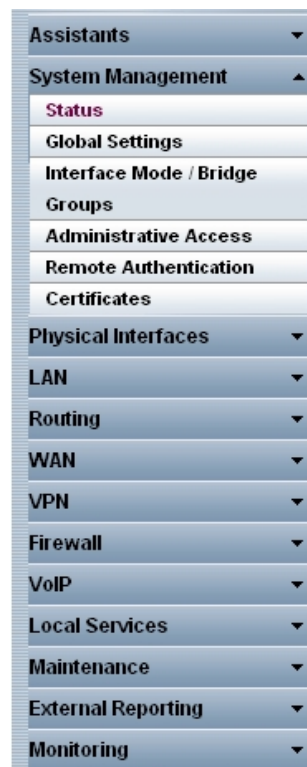 Assistants
System Management
Status
Global Settings
Interface Mode / Bridge
Groups
Administrative Access
Remote Authentication
Certificates
Physical Interfaces
LAN
Routing
WAN
VPN
Firewall
VoIP
Local Services
Maintenance
External Reporting
Monitoring